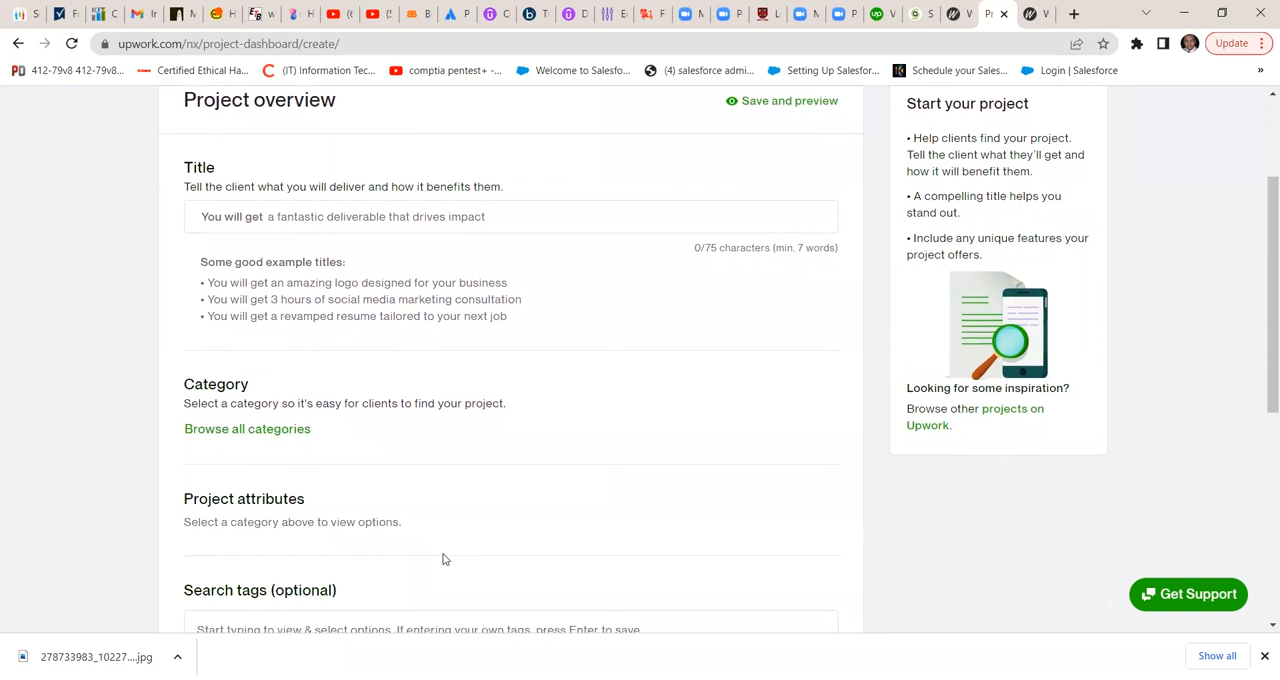 upwork.com/nx/project-dashboard/create/
Update
412-79v8 412-79v8...
Certified Ethical Ha...
(IT) Information Tec...
comptia pentest+ -...
Welcome to Salesfo...
(4) salesforce admi...
Setting Up Salesfor...
Schedule your Sales...
Login | Salesforce
»
Project overview
Save and preview
Title
Tell the client what you will deliver and how it benefits them.
You will get a fantastic deliverable that drives impact
0/75 characters (min. 7 words)
Some good example titles:
• You will get an amazing logo designed for your business
• You will get 3 hours of social media marketing consultation
• You will get a revamped resume tailored to your next job
Category
Select a category so it's easy for clients to find your project.
Browse all categories
Project attributes
Select a category above to view options.
Search tags (optional)
Start typing to view & select options. If entering your own tags, press Enter to save.
Start your project
• Help clients find your project.
Tell the client what they'll get and
how it will benefit them.
• A compelling title helps you
stand out.
• Include any unique features your
project offers.
Looking for some inspiration?
Browse other projects on
Upwork.
Get Support
278733983_10227....jpg
Show all